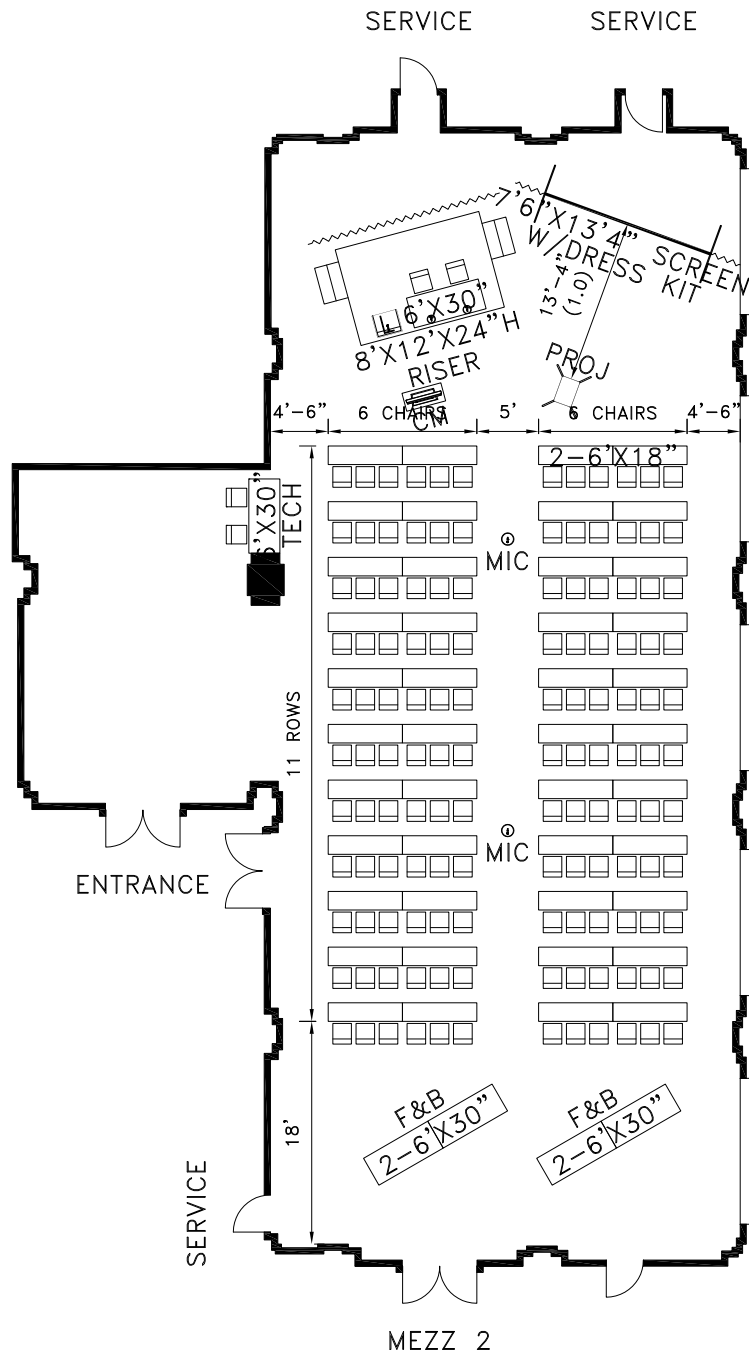 SERVICE
SERVICE
7'6"X13'4" SCREEN
W/DRESS KIT
13'-4"
(1.0)
6'X30"
8'X12'X24"H
RISER
PROJ
CM
4'-6"
6 CHAIRS
5'
6 CHAIRS
4'-6"
2-6'X18"
6'X30"
TECH
MIC
11 ROWS
MIC
ENTRANCE
F&B
2-6'X30"
F&B
2-6'X30"
18'
SERVICE
MEZZ 2